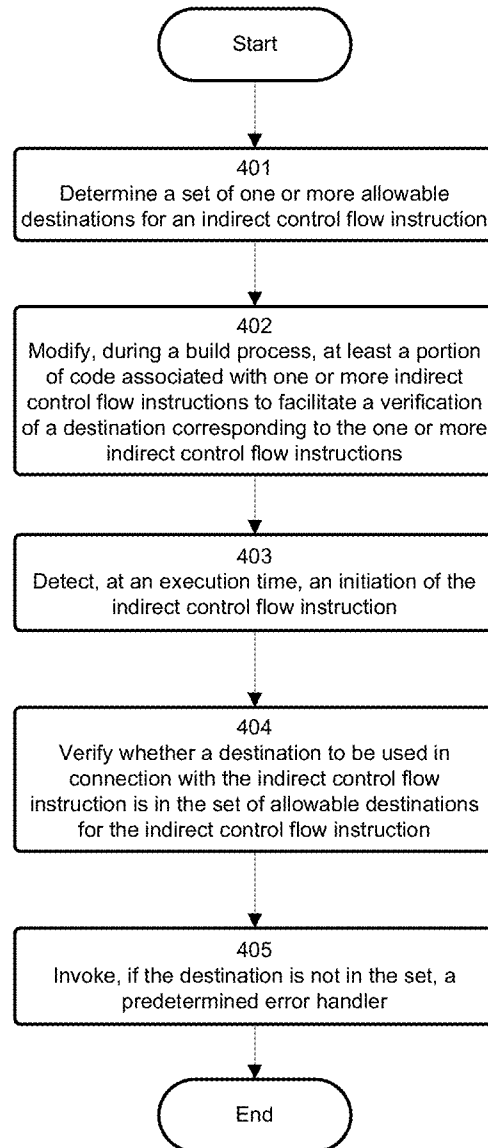 Start
401
Determine a set of one or more allowable
destinations for an indirect control flow instruction
402
Modify, during a build process, at least a portion
of code associated with one or more indirect
control flow instructions to facilitate a verification
of a destination corresponding to the one or more
indirect control flow instructions
403
Detect, at an execution time, an initiation of the
indirect control flow instruction
404
Verify whether a destination to be used in
connection with the indirect control flow
instruction is in the set of allowable destinations
for the indirect control flow instruction
405
Invoke, if the destination is not in the set, a
predetermined error handler
End